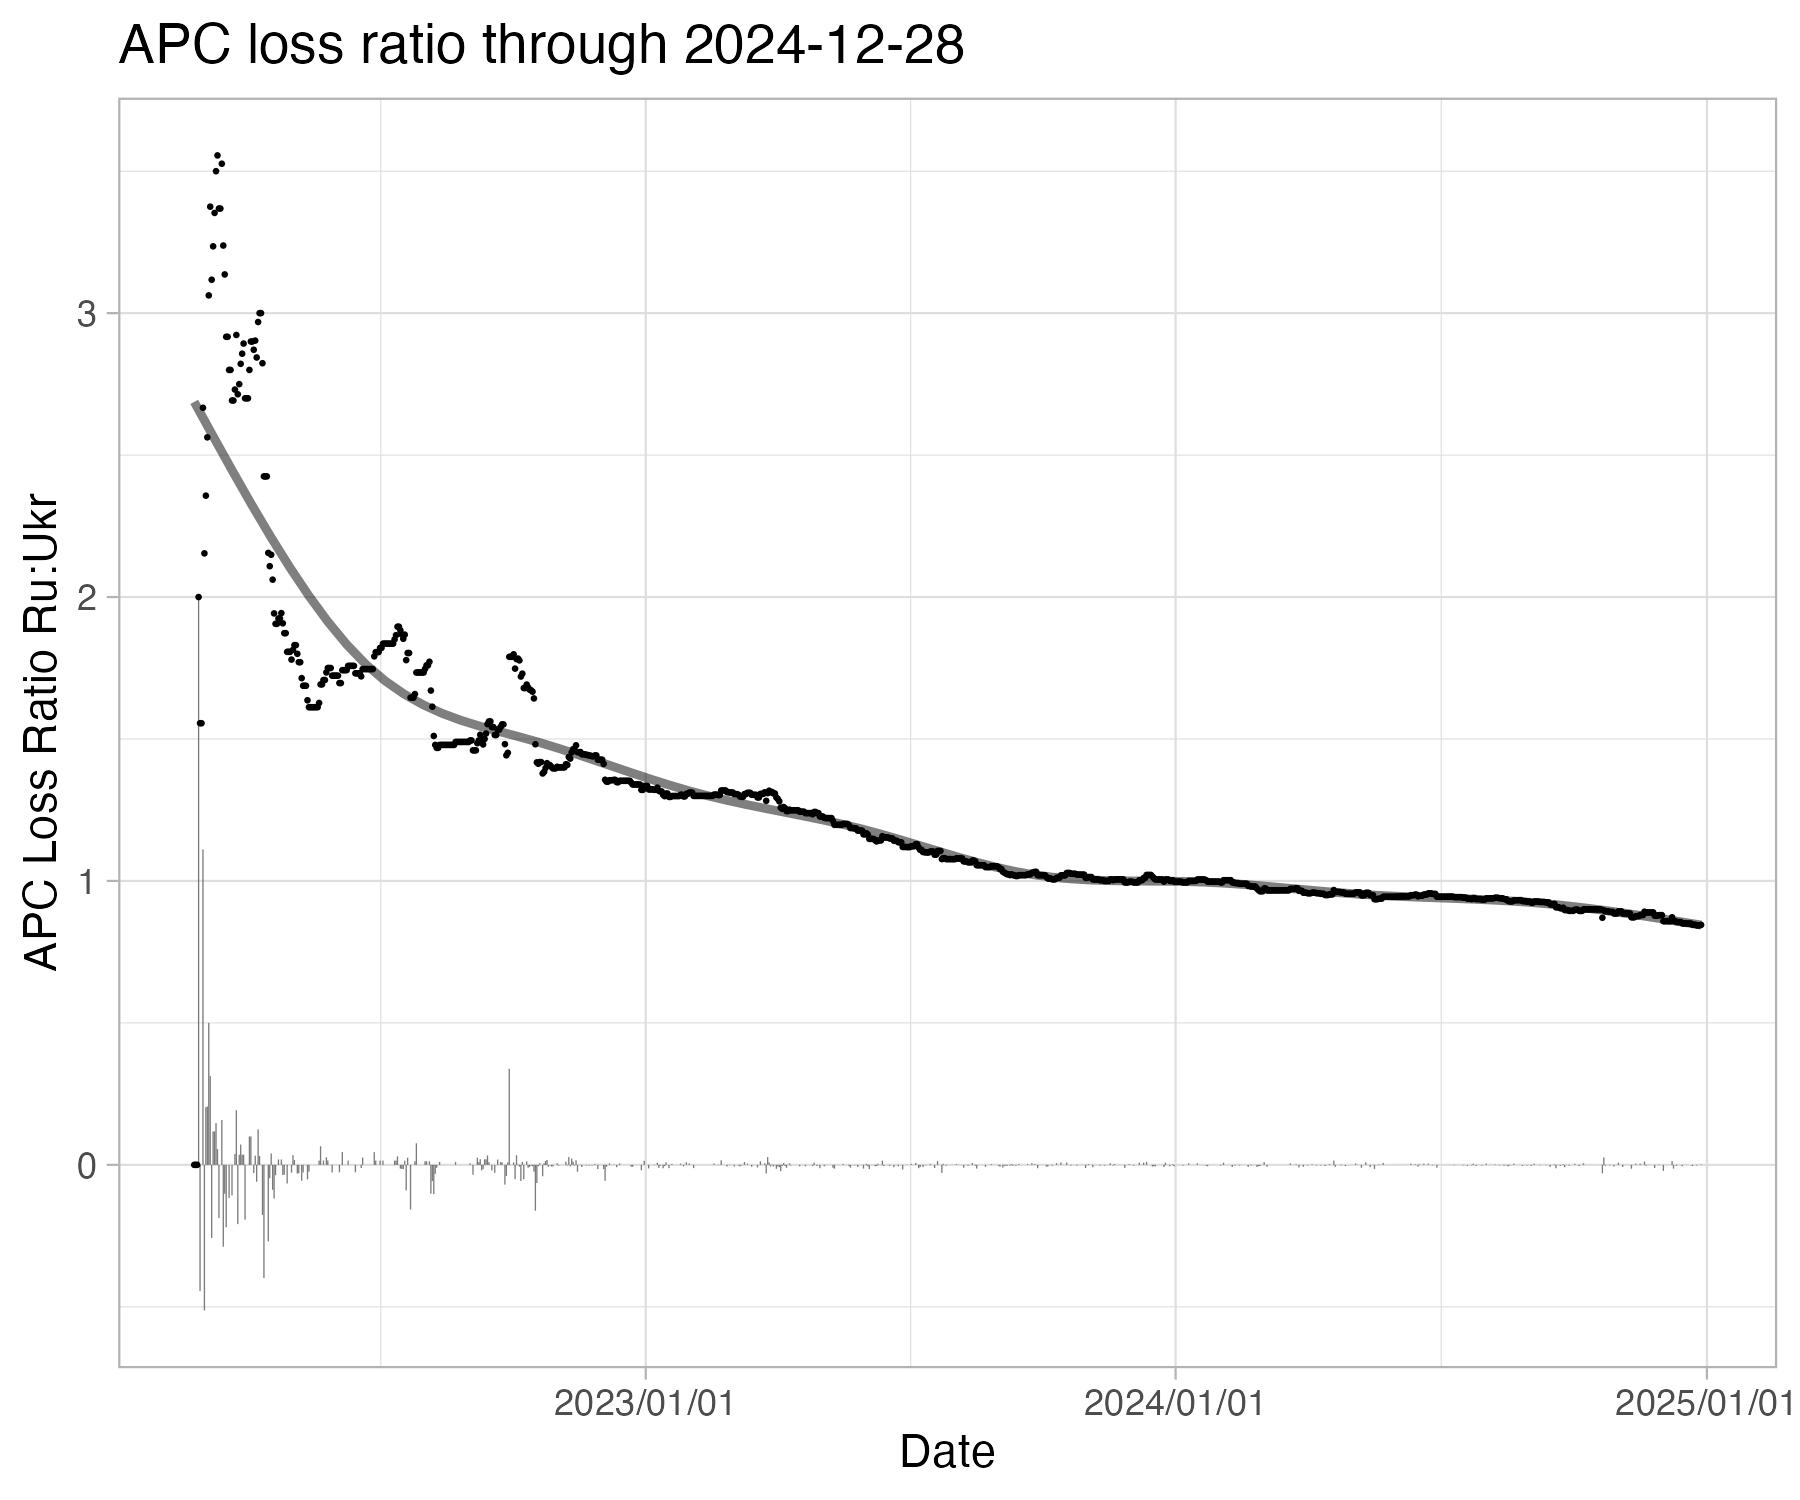 APC loss ratio through 2024-12-28
APC Loss Ratio Ru:Ukr
3
2
1
0
2023/01/01
2024/01/01
2025/01/01
Date